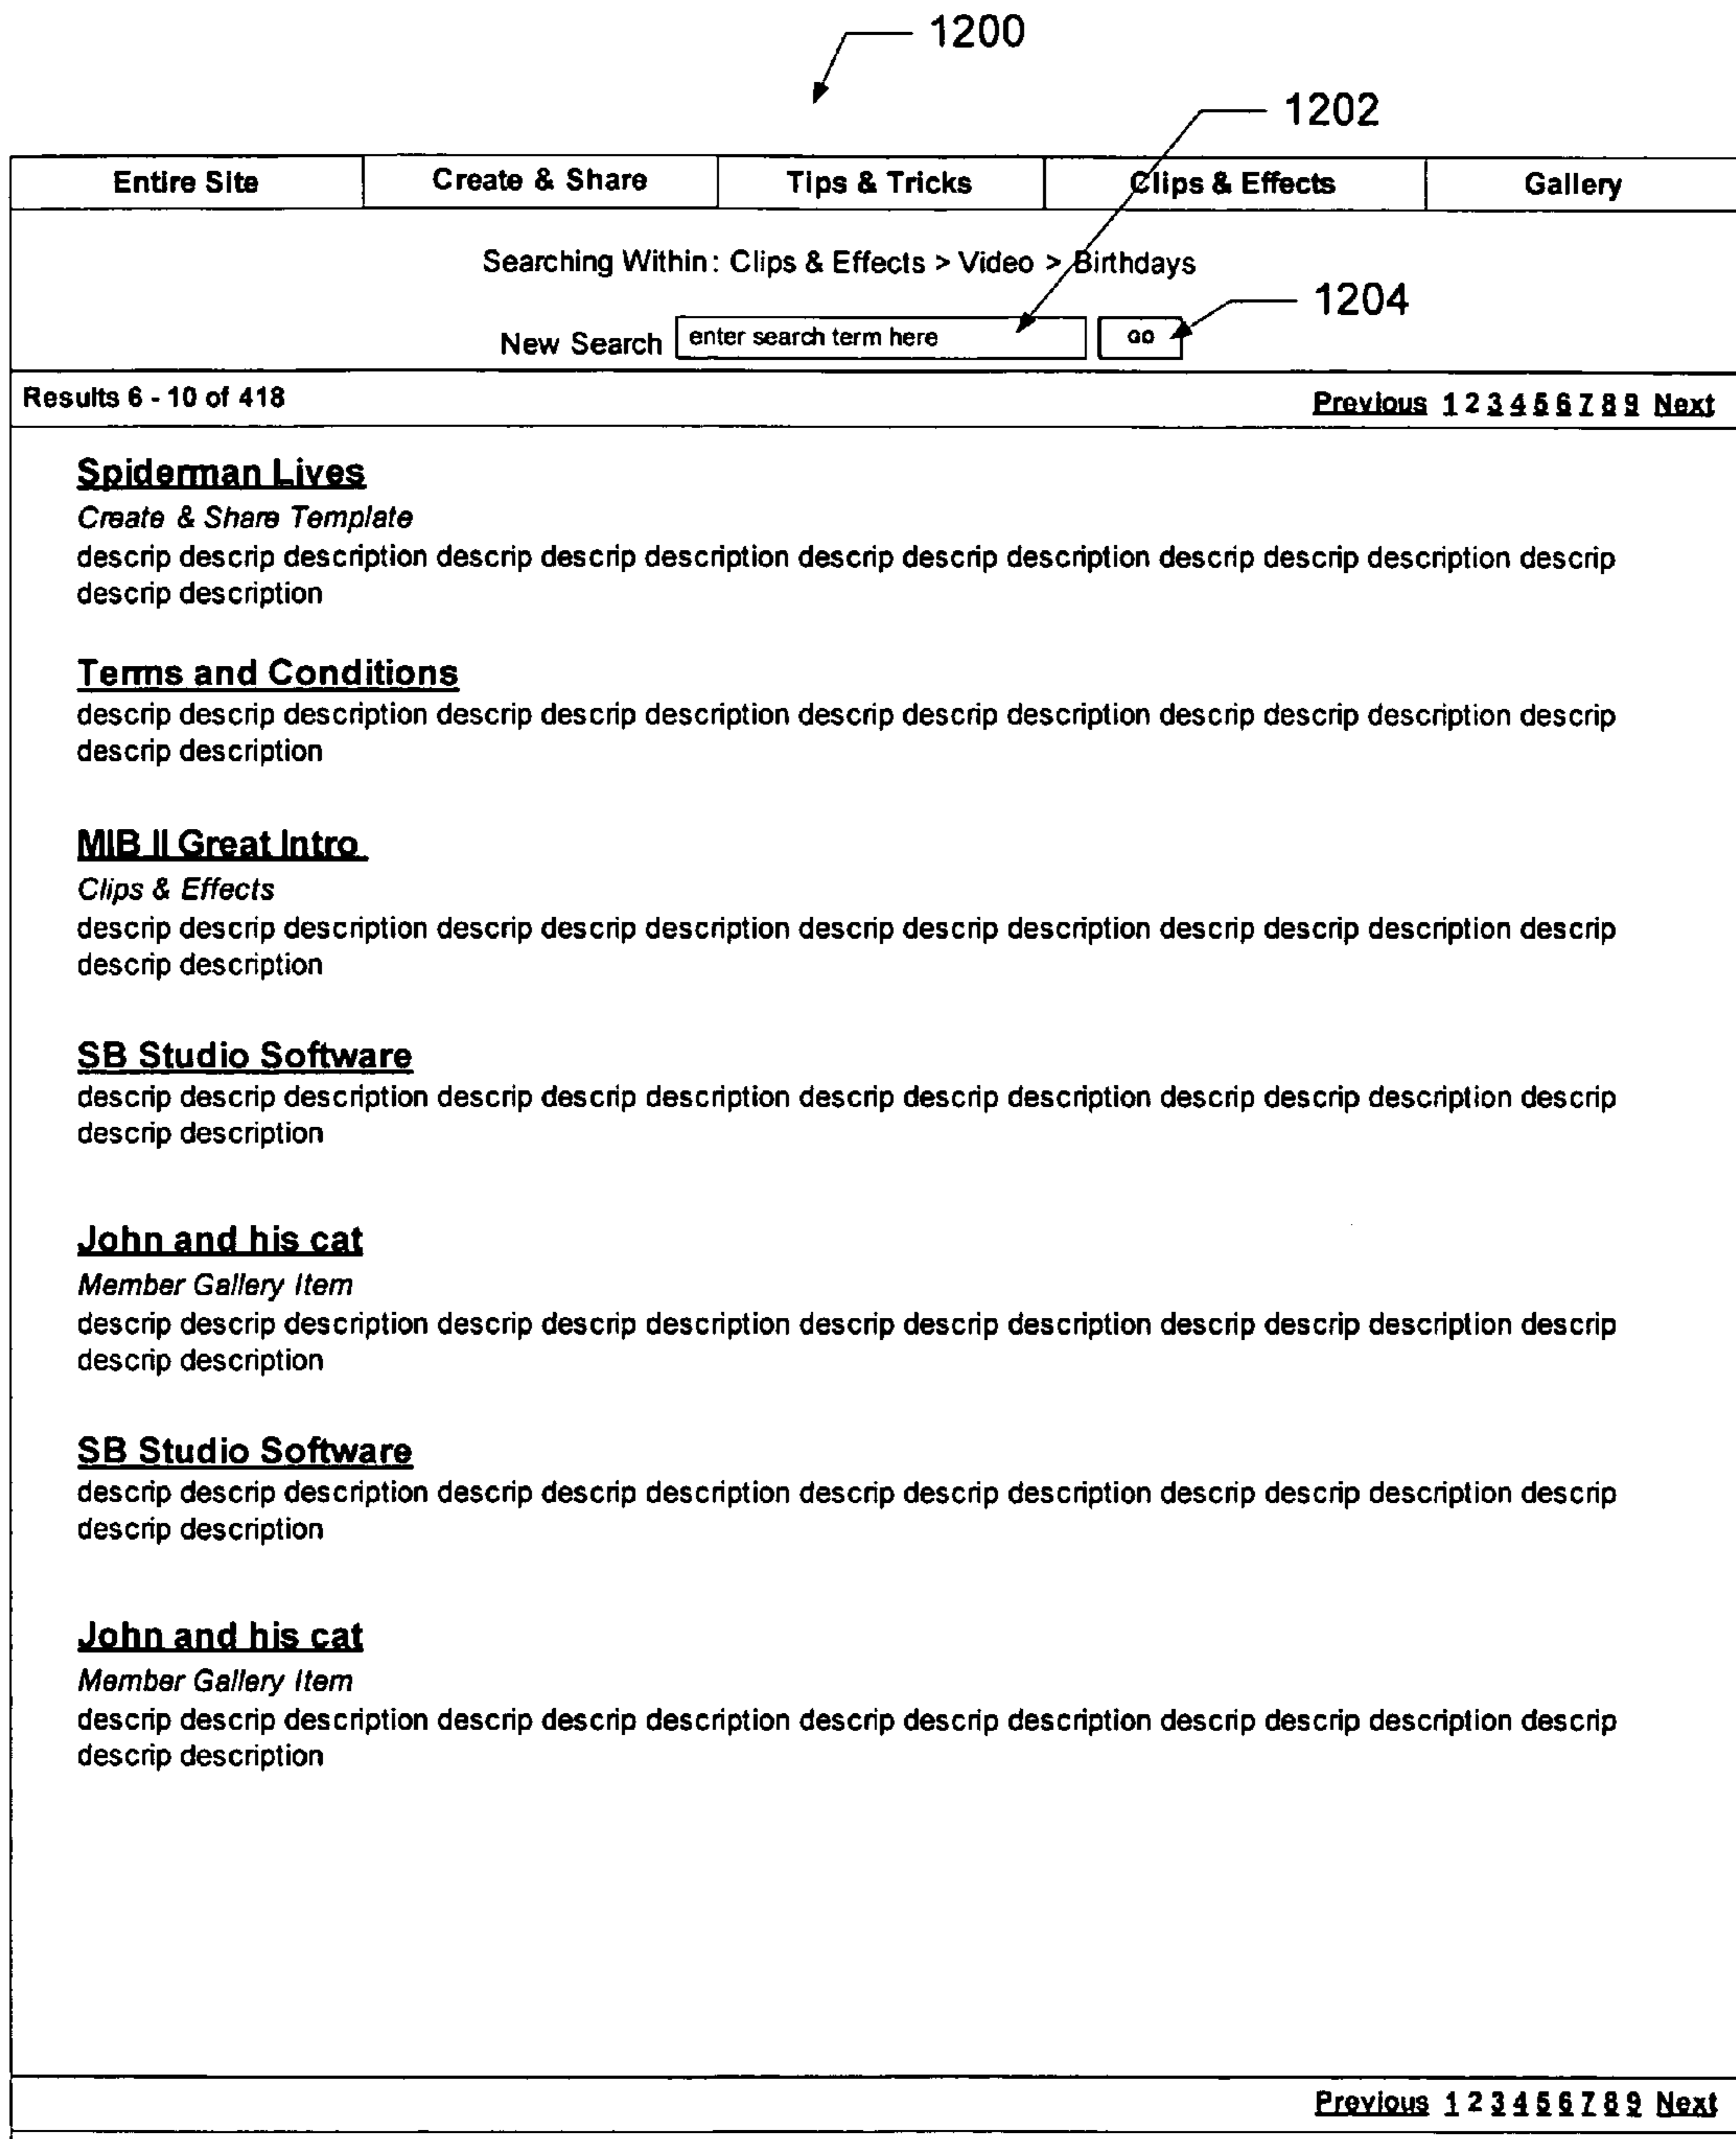 1200
1202
Entire Site Create & Share Tips & Tricks Clips & Effects Gallery
Searching Within: Clips & Effects > Video > Birthdays
1204
New Search enter search term here GO
Results 6 - 10 of 418 Previous 1 2 3 4 5 6 7 8 9 Next
Spiderman Lives
Create & Share Template
descrip descrip description descrip descrip description descrip descrip description descrip descrip description descrip
descrip description
Terms and Conditions
descrip descrip description descrip descrip description descrip descrip description descrip descrip description descrip
descrip description
MIB II Great Intro
Clips & Effects
descrip descrip description descrip descrip description descrip descrip description descrip descrip description descrip
descrip description
SB Studio Software
descrip descrip description descrip descrip description descrip descrip description descrip descrip description descrip
descrip description
John and his cat
Member Gallery Item
descrip descrip description descrip descrip description descrip descrip description descrip descrip description descrip
descrip description
SB Studio Software
descrip descrip description descrip descrip description descrip descrip description descrip descrip description descrip
descrip description
John and his cat
Member Gallery Item
descrip descrip description descrip descrip description descrip descrip description descrip descrip description descrip
descrip description
Previous 1 2 3 4 5 6 7 8 9 Next